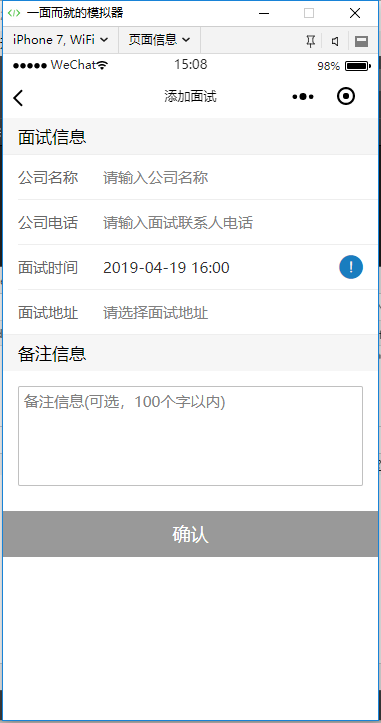 一面而就的模拟器
iPhone 7, WiFi 页面信息
WeChat 15:08 98%
添加面试
面试信息
公司名称 请输入公司名称
公司电话 请输入面试联系人电话
面试时间 2019-04-19 16:00
面试地址 请选择面试地址
备注信息
备注信息(可选，100个字以内)
确认